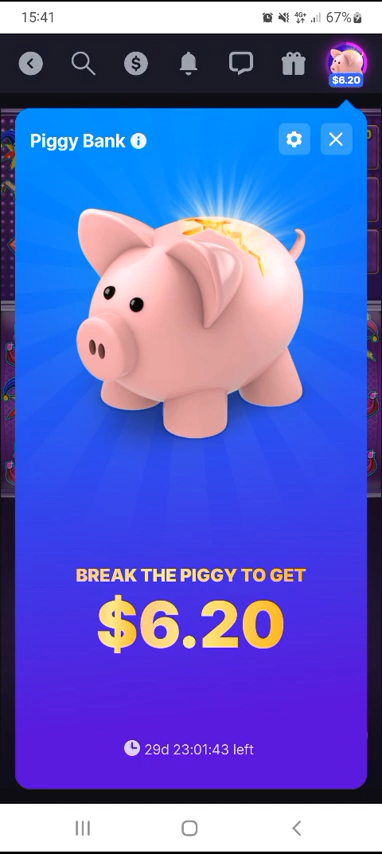 15:41
4G+
67%
$6.20
Piggy Bank
BREAK THE PIGGY TO GET
$6.20
29d 23:01:43 left